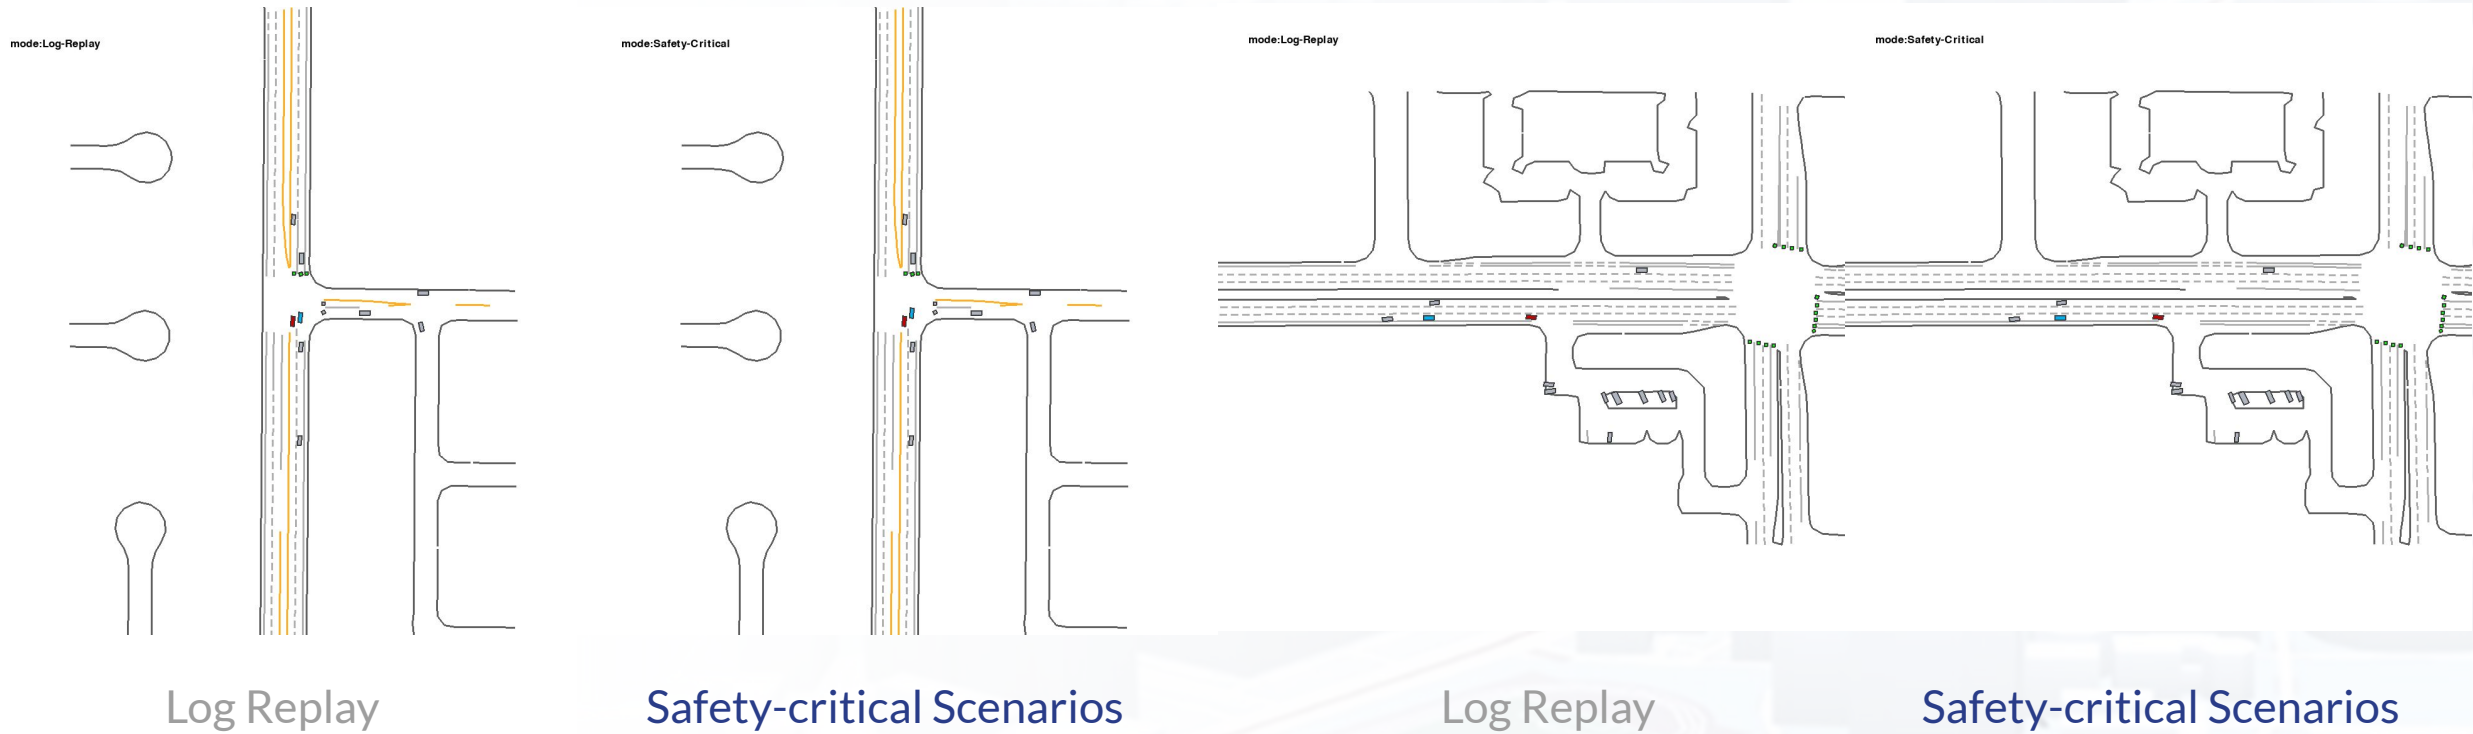 mode:Log-Replay
mode:Safety-Critical
mode:Log-Replay
mode:Safety-Critical
Log Replay
Safety-critical Scenarios
Log Replay
Safety-critical Scenarios